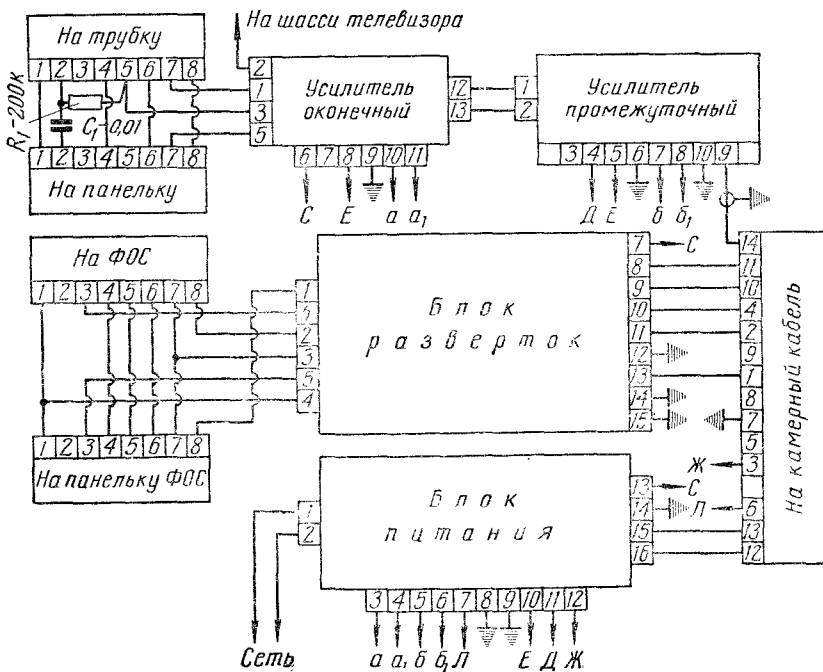 На шасси телевизора
На трубку
1 2 3 4 5 6 7 8
R1-200к
C1-0,01
1 2 3 4 5 6 7 8
На панельку
2
1
3
5
Усилитель
оконечный
12
13
6 7 8 9 10 11
С Е а а1
1
2
Усилитель
промежуточный
3 4 5 6 7 8 10 9
Д Е б б1
На ФОС
1 2 3 4 5 6 7 8
1 2 3 4 5 6 7 8
На панельку ФОС
1
5
2
3
5
4
Блок
разверток
7
8
9
10
11
12
13
14
15
С
14
11
10
4
2
9
1
8
7
5
3
6
13
12
Ж
Л
На камерный кабель
1
2
Блок
питания
13
14
15
16
С
3 4 5 6 7 8 9 10 11 12
Сеть
а а1 б б1 Л Е Д Ж